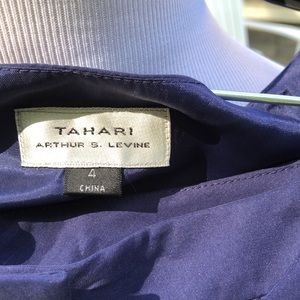 TAHARI
ARTHUR S. LEVINE
4
CHINA